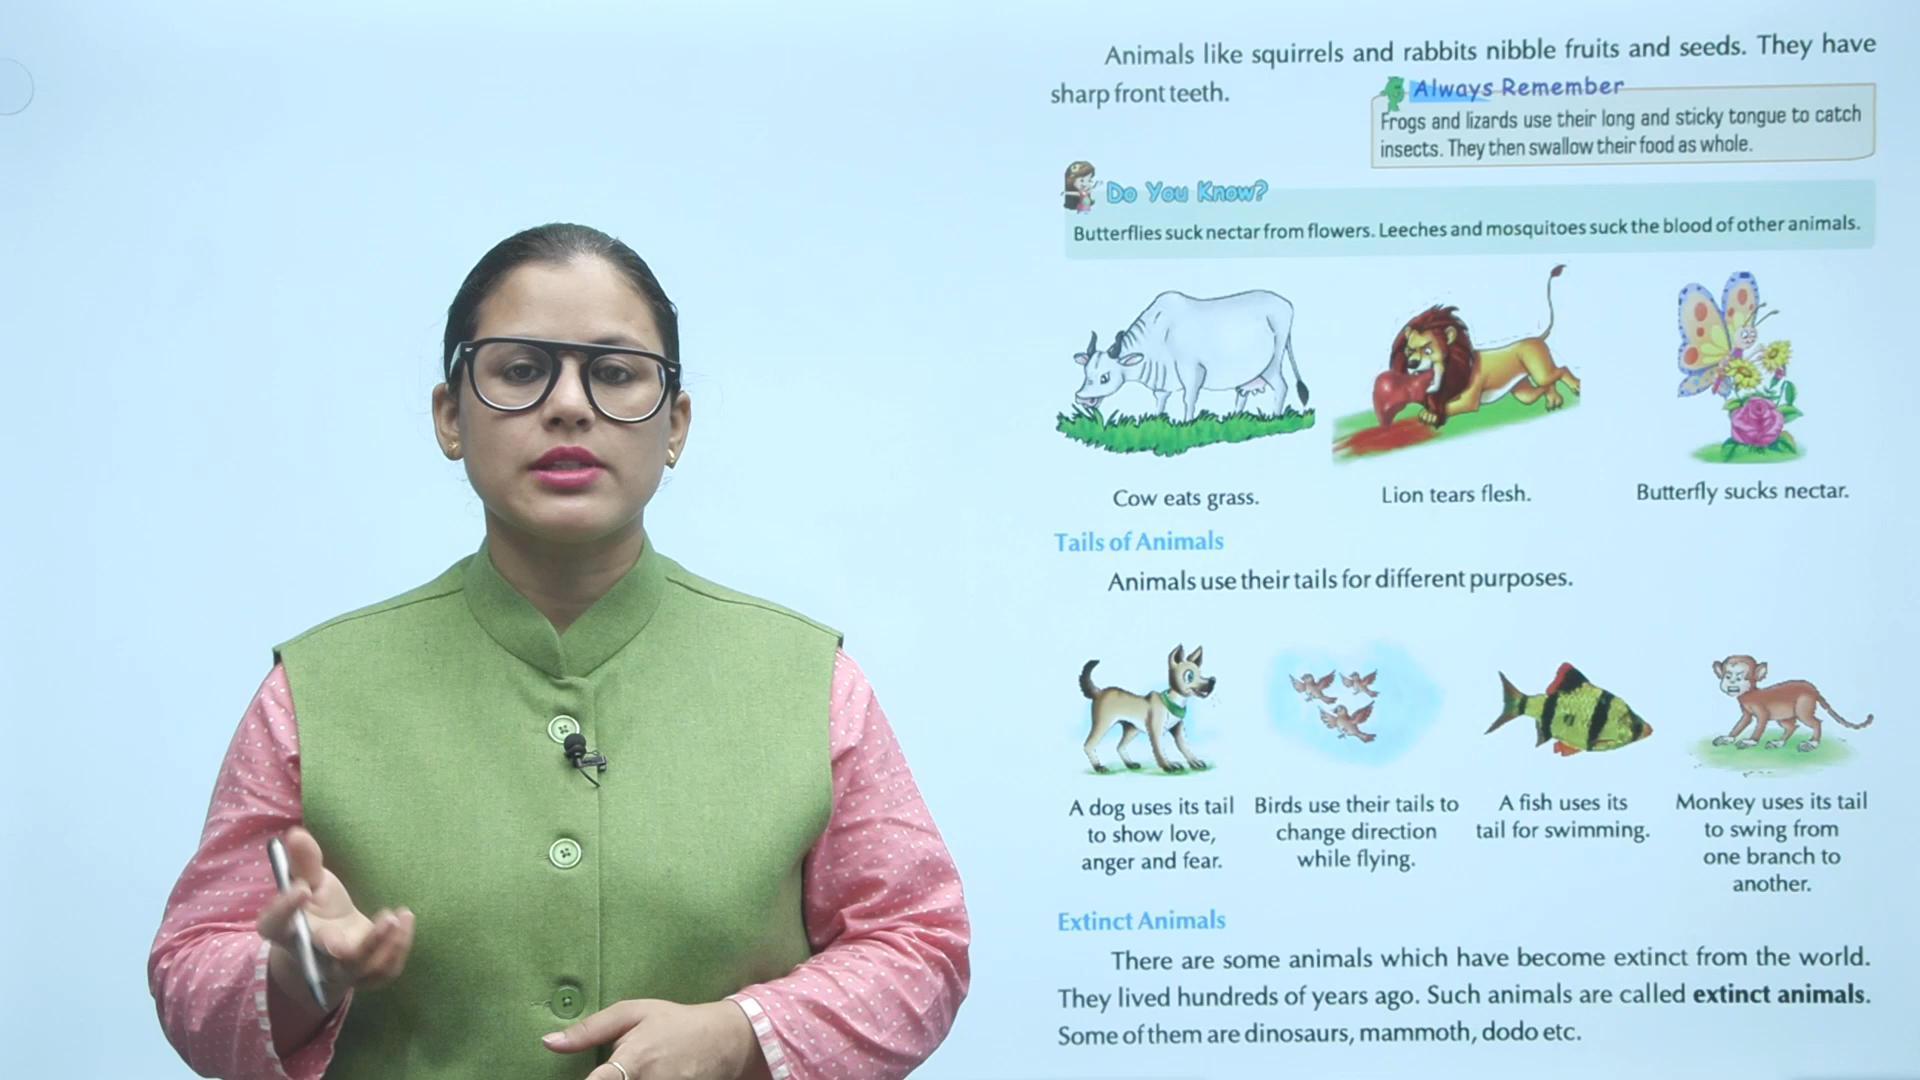 Animals like squirrels and rabbits nibble fruits and seeds. They have
sharp front teeth.
Always Remember
Frogs and lizards use their long and sticky tongue to catch
insects. They then swallow their food as whole.
Do You Know?
Butterflies suck nectar from flowers. Leeches and mosquitoes suck the blood of other animals.
Cow eats grass.
Lion tears flesh.
Butterfly sucks nectar.
Tails of Animals
Animals use their tails for different purposes.
A dog uses its tail
to show love,
anger and fear.
Birds use their tails to
change direction
while flying.
A fish uses its
tail for swimming.
Monkey uses its tail
to swing from
one branch to
another.
Extinct Animals
There are some animals which have become extinct from the world.
They lived hundreds of years ago. Such animals are called extinct animals.
Some of them are dinosaurs, mammoth, dodo etc.